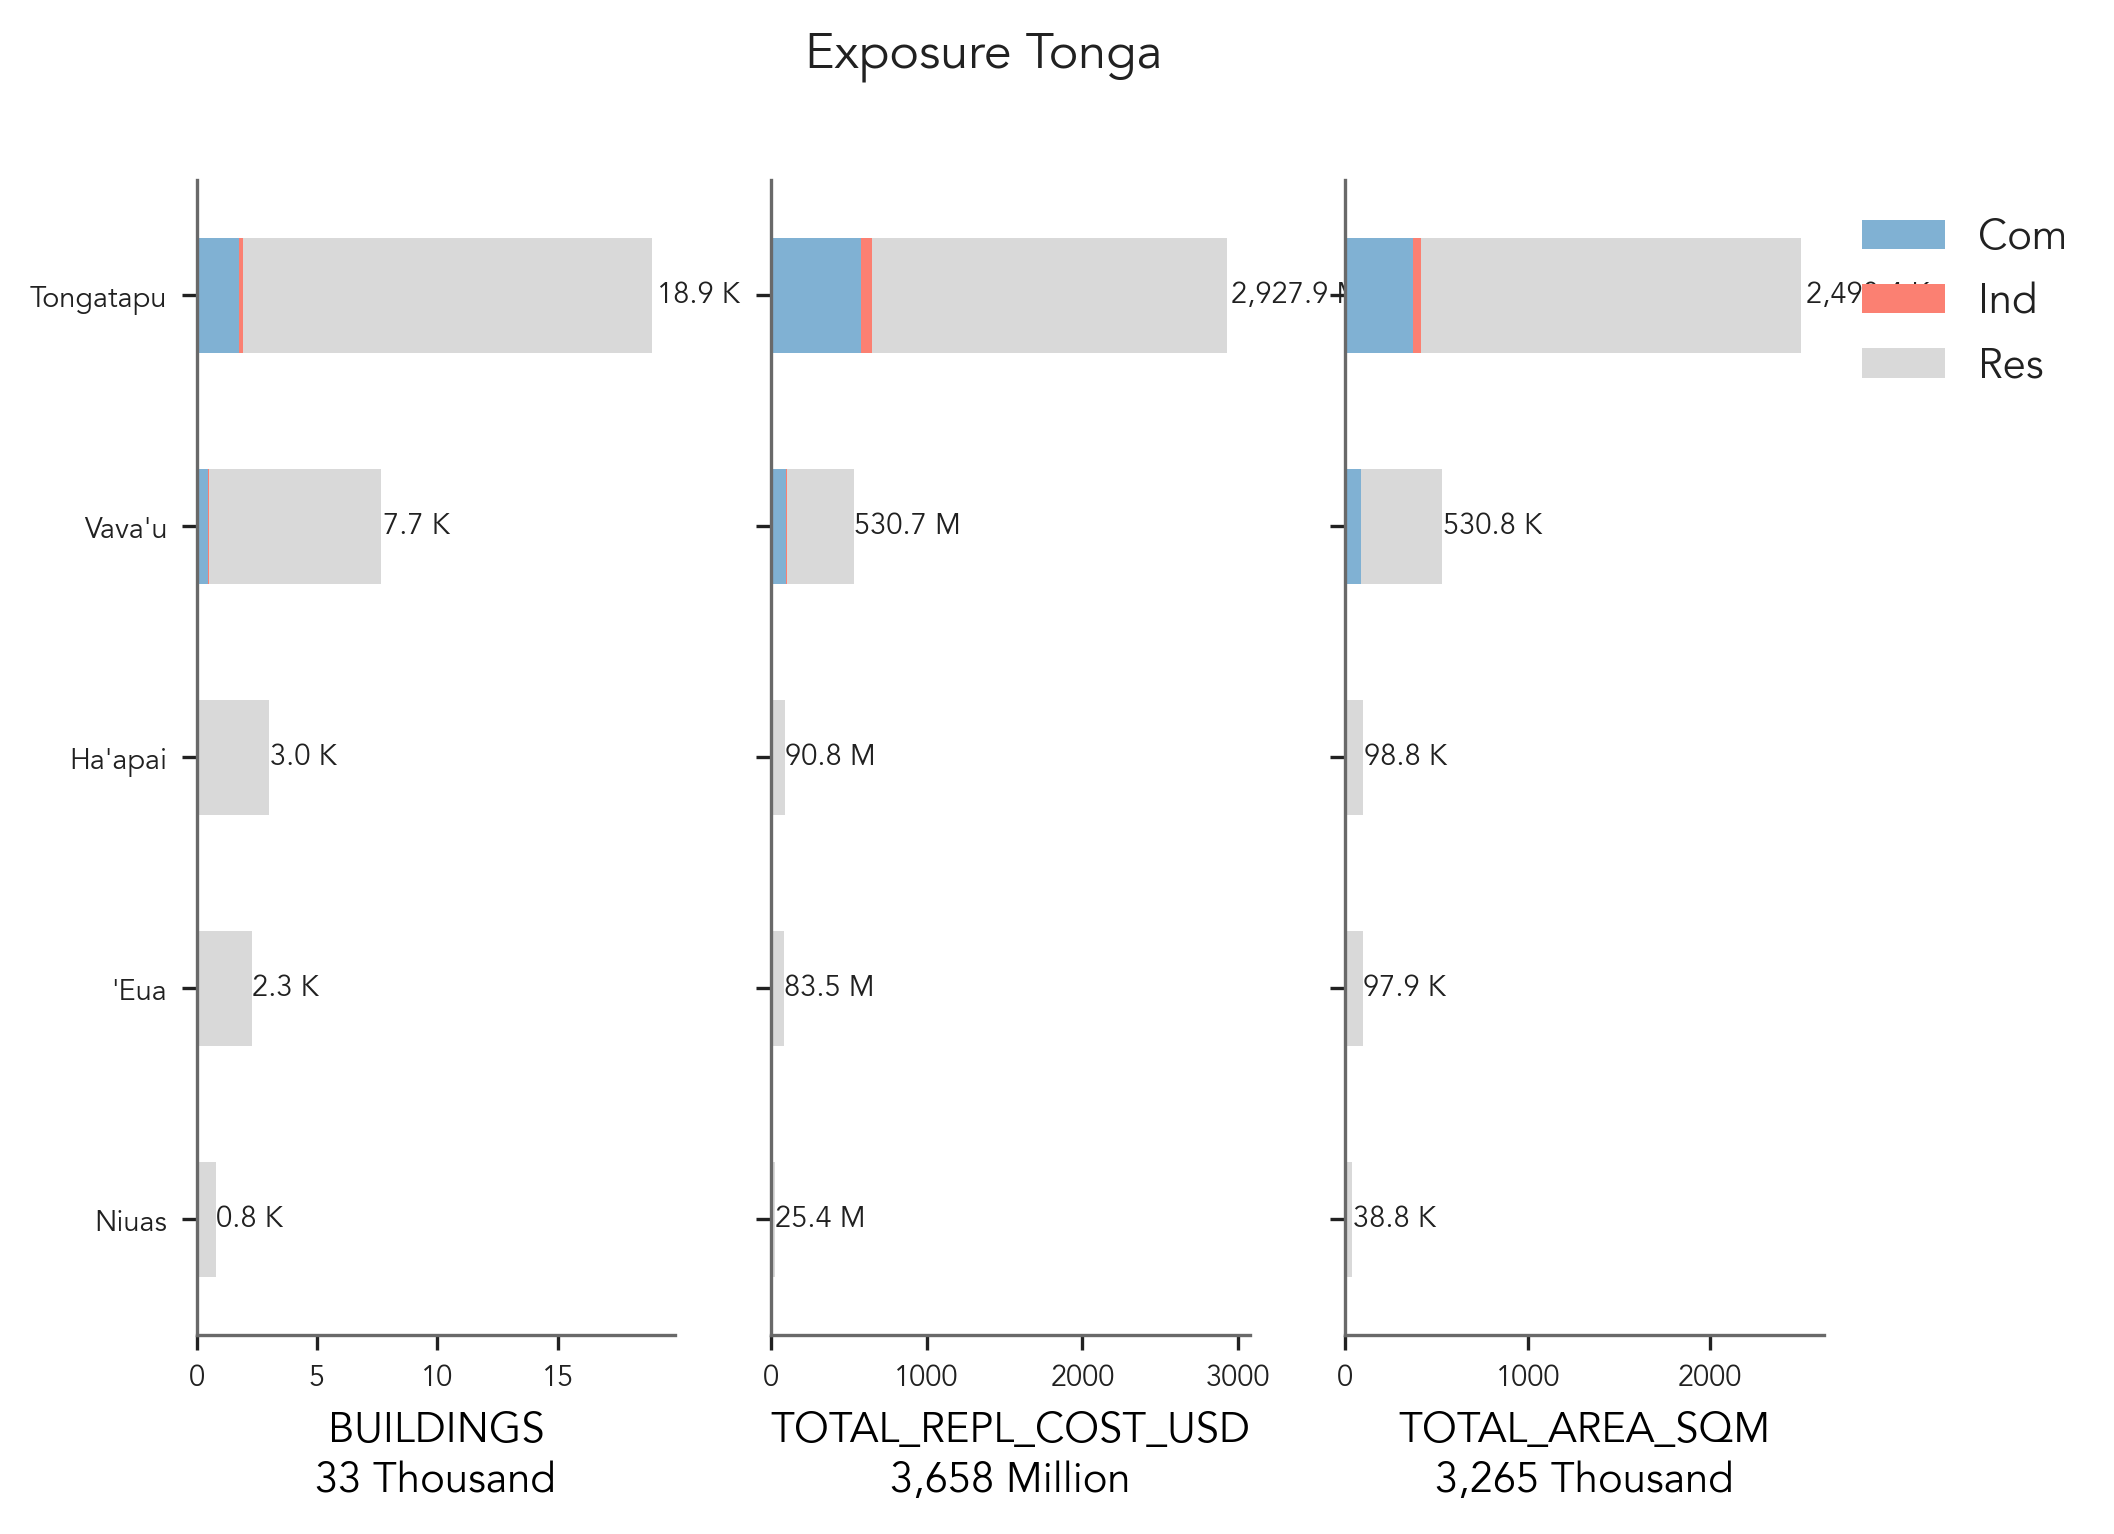 Exposure Tonga
Com
Ind
Res
Tongatapu
18.9 K
2,927.9
Vava'u
7.7 K
530.7 M
530.8 K
Ha'apai
3.0 K
90.8 M
98.8 K
'Eua
2.3 K
83.5 M
97.9 K
Niuas
0.8 K
25.4 M
38.8 K
0 5 10 15
0 1000 2000 3000
0 1000 2000
BUILDINGS
33 Thousand
TOTAL_REPL_COST_USD
3,658 Million
TOTAL_AREA_SQM
3,265 Thousand